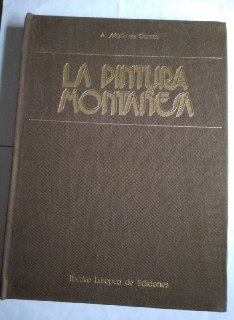 A. Martínez Cerezo
LA PINTURA
MONTAÑESA
Ibérico Europea de Ediciones